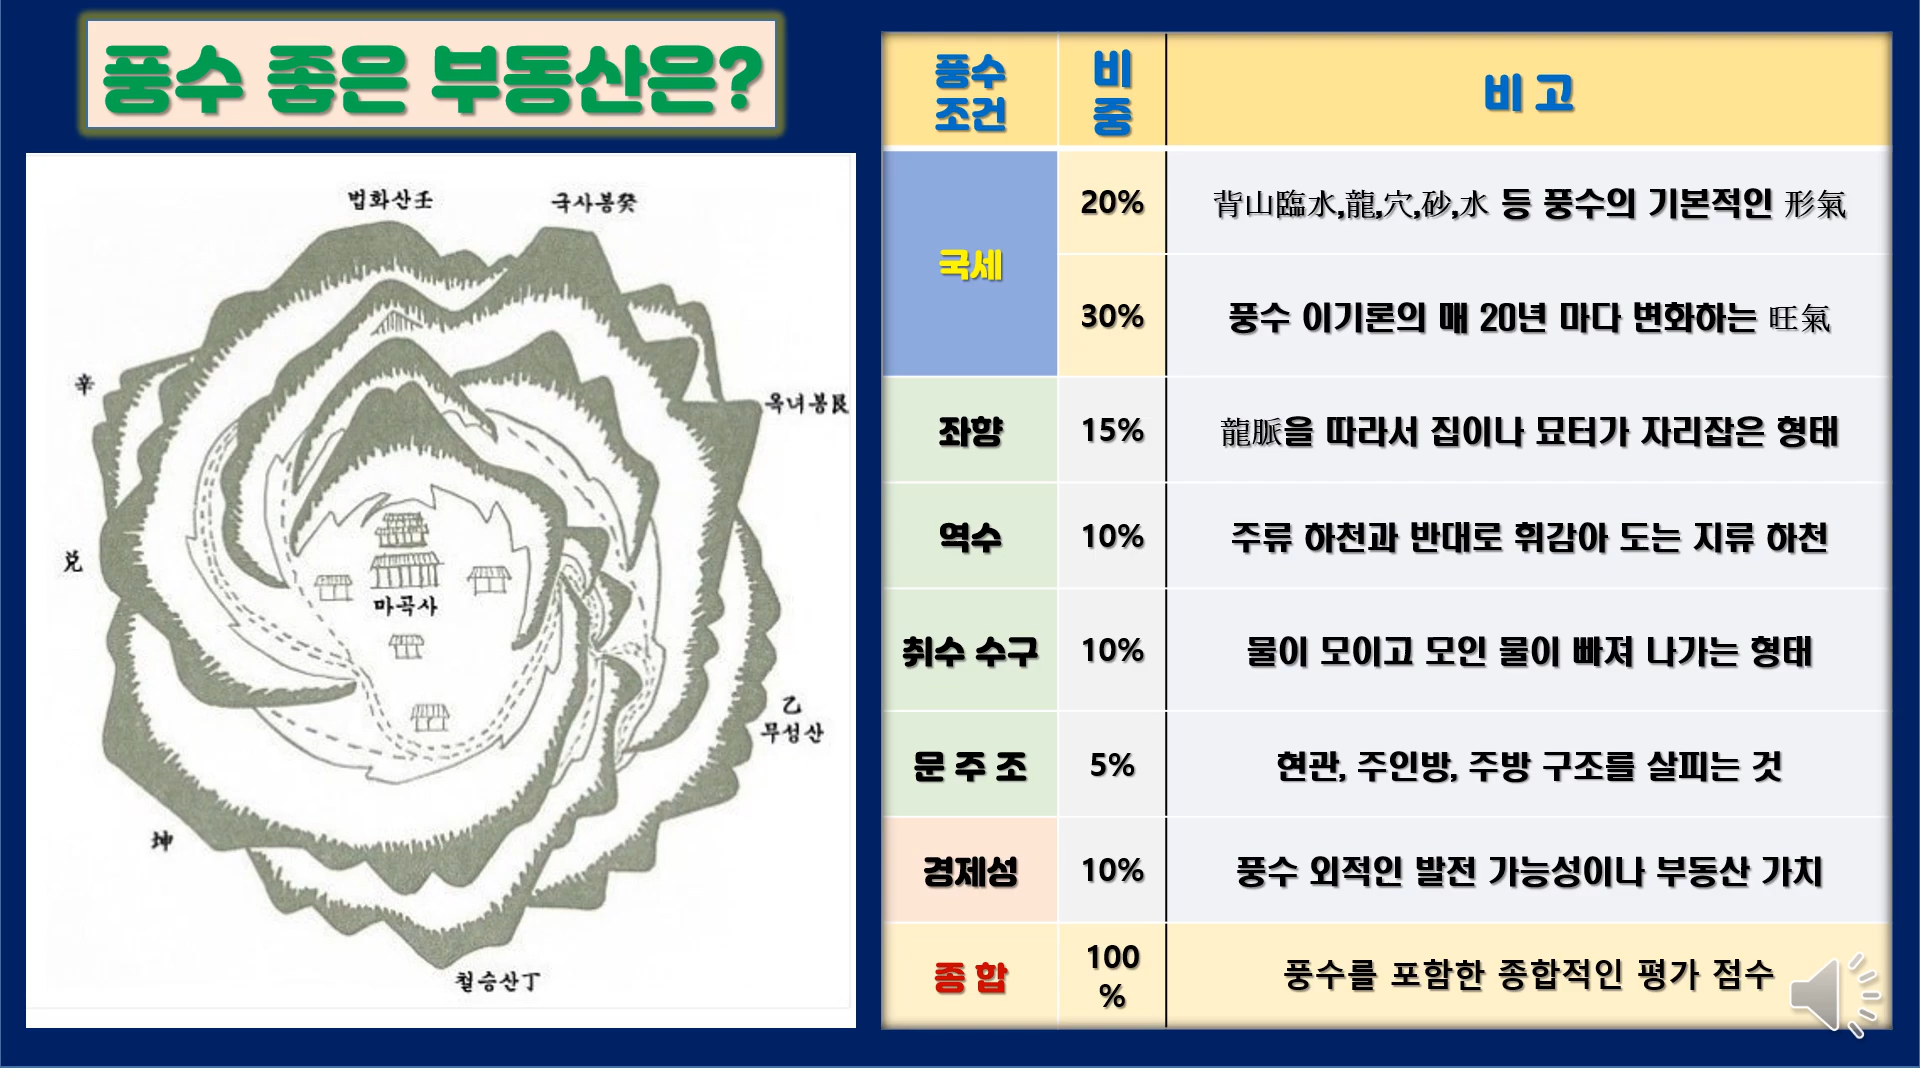 풍수 좋은 부동산은?
법화산壬
국사봉癸
辛
옥녀봉艮
兌
마곡사
乙
무성산
坤
철승산丁
풍수
조건
비
중
비 고
국세
20%
背山臨水,龍,穴,砂,水 등 풍수의 기본적인 形氣
30%
풍수 이기론의 매 20년 마다 변화하는 旺氣
좌향
15%
龍脈을 따라서 집이나 묘터가 자리잡은 형태
역수
10%
주류 하천과 반대로 휘감아 도는 지류 하천
취수 수구
10%
물이 모이고 모인 물이 빠져 나가는 형태
문 주 조
5%
현관, 주인방, 주방 구조를 살피는 것
경제성
10%
풍수 외적인 발전 가능성이나 부동산 가치
종 합
100
%
풍수를 포함한 종합적인 평가 점수